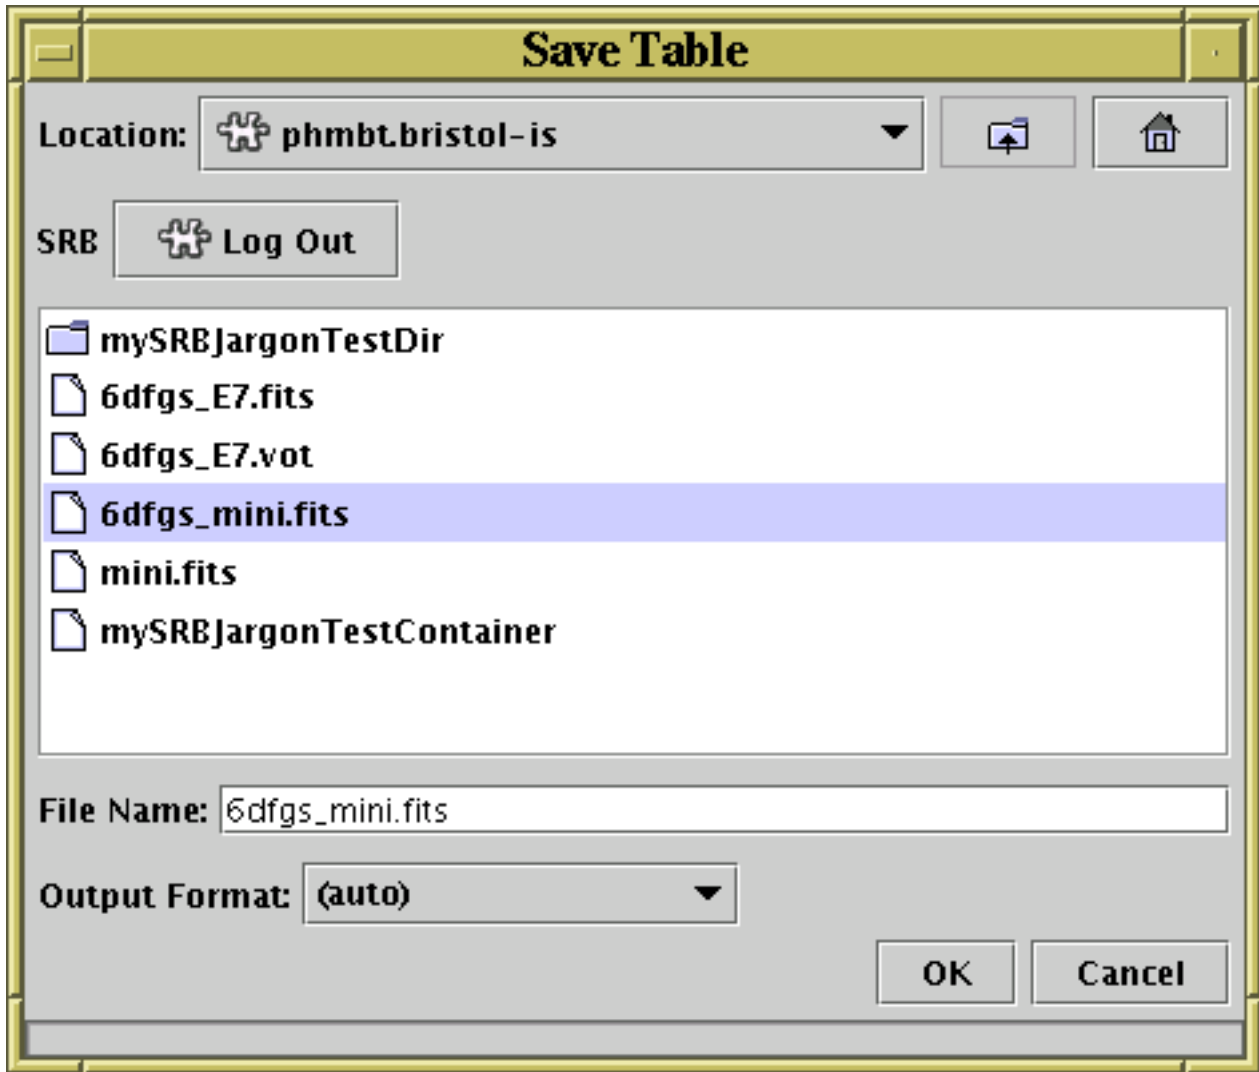 Save Table
Location: phmbt.bristol-is
SRB Log Out
mySRBJargonTestDir
6dfgs_E7.fits
6dfgs_E7.vot
6dfgs_mini.fits
mini.fits
mySRBJargonTestContainer
File Name: 6dfgs_mini.fits
Output Format: (auto)
OK Cancel